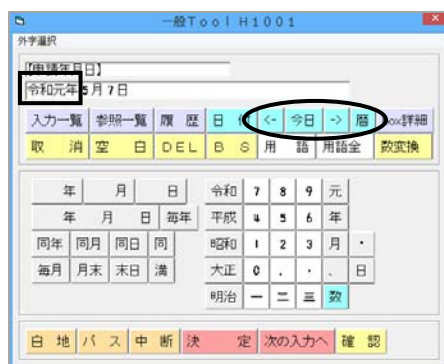 一般Tool H1001
外字選択
【申請年月日】
令和元年5月7日
入力一覧 参照一覧 履歴 日 <- 今日 -> 暦 ox詳細
取消 空白 DEL BS 用語 用語全 数変換
年 月 日 令和 7 8 9 元
年 月 日 毎年 平成 4 5 6 年
同年 同月 同日 同 昭和 1 2 3 月 ・
毎月 月末 末日 満 大正 0 . ・ 、 日
明治 一 二 三 数
白地 パス 中断 決定 次の入力へ 確認